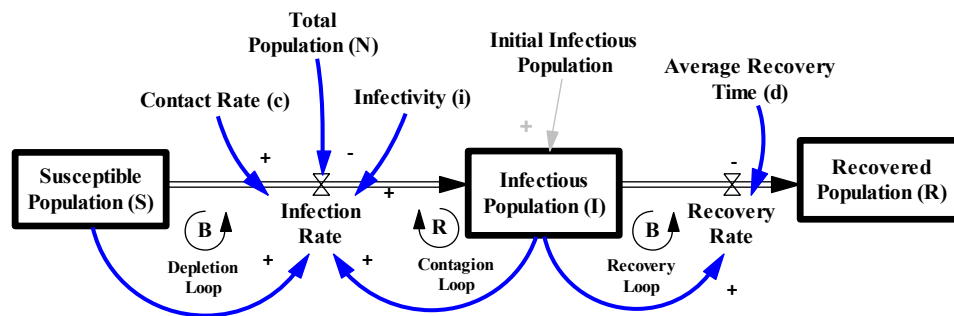 Total
Population (N)
Initial Infectious
Population
Average Recovery
Time (d)
Contact Rate (c)
Infectivity (i)
+
+
-
-
+
Susceptible
Population (S)
Infectious
Population (I)
Recovered
Population (R)
Infection
Rate
Recovery
Rate
B
R
B
Depletion
Loop
Contagion
Loop
Recovery
Loop
+
+
+